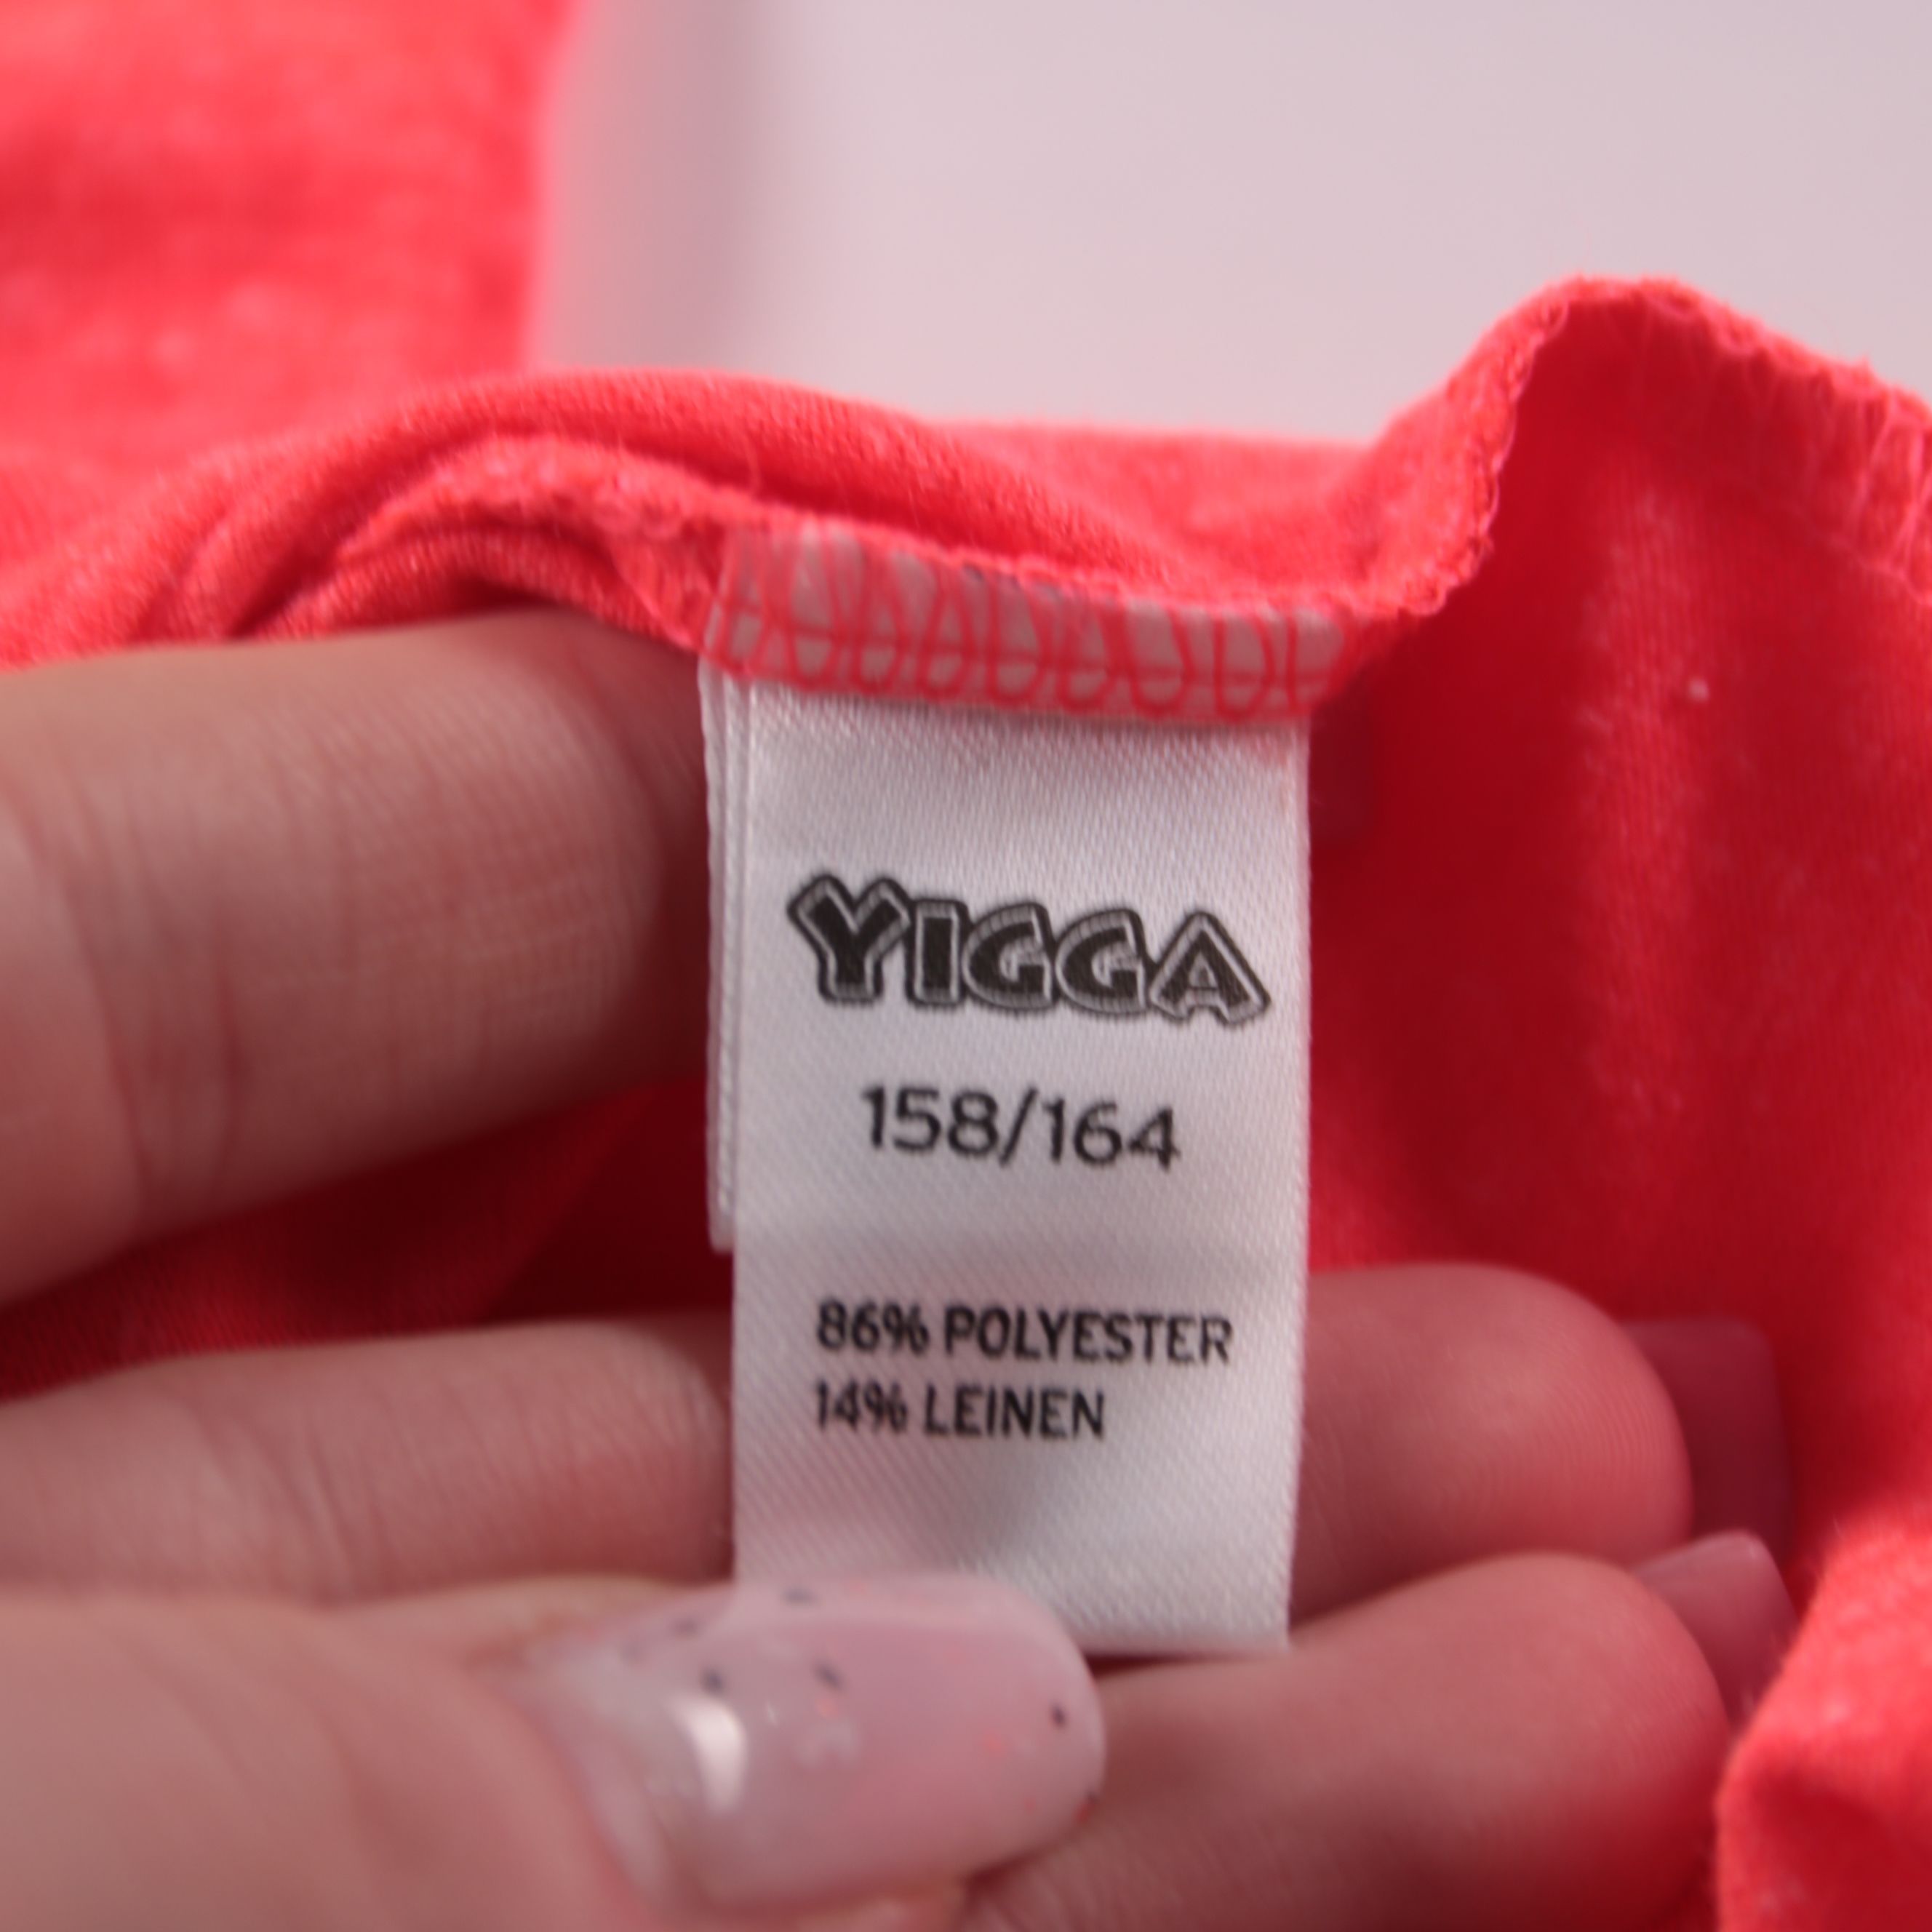 YIGGA
158/164
86% POLYESTER
14% LEINEN